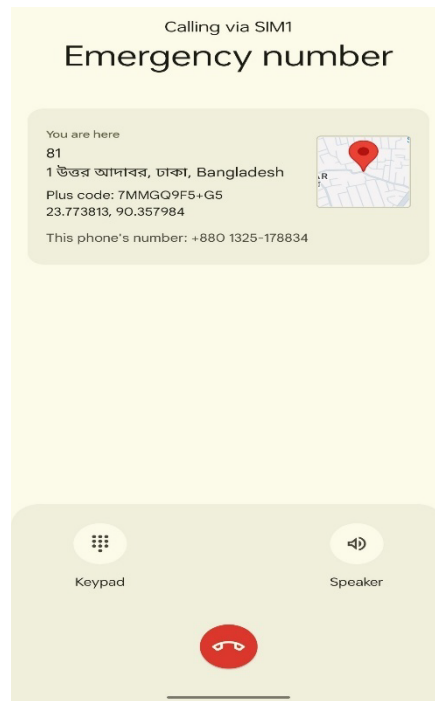 Calling via SIM1
Emergency number
You are here
81
1 উত্তর আদাবর, ঢাকা, Bangladesh
Plus code: 7MMGQ9F5+G5
23.773813, 90.357984
This phone's number: +880 1325-178834
Keypad
Speaker